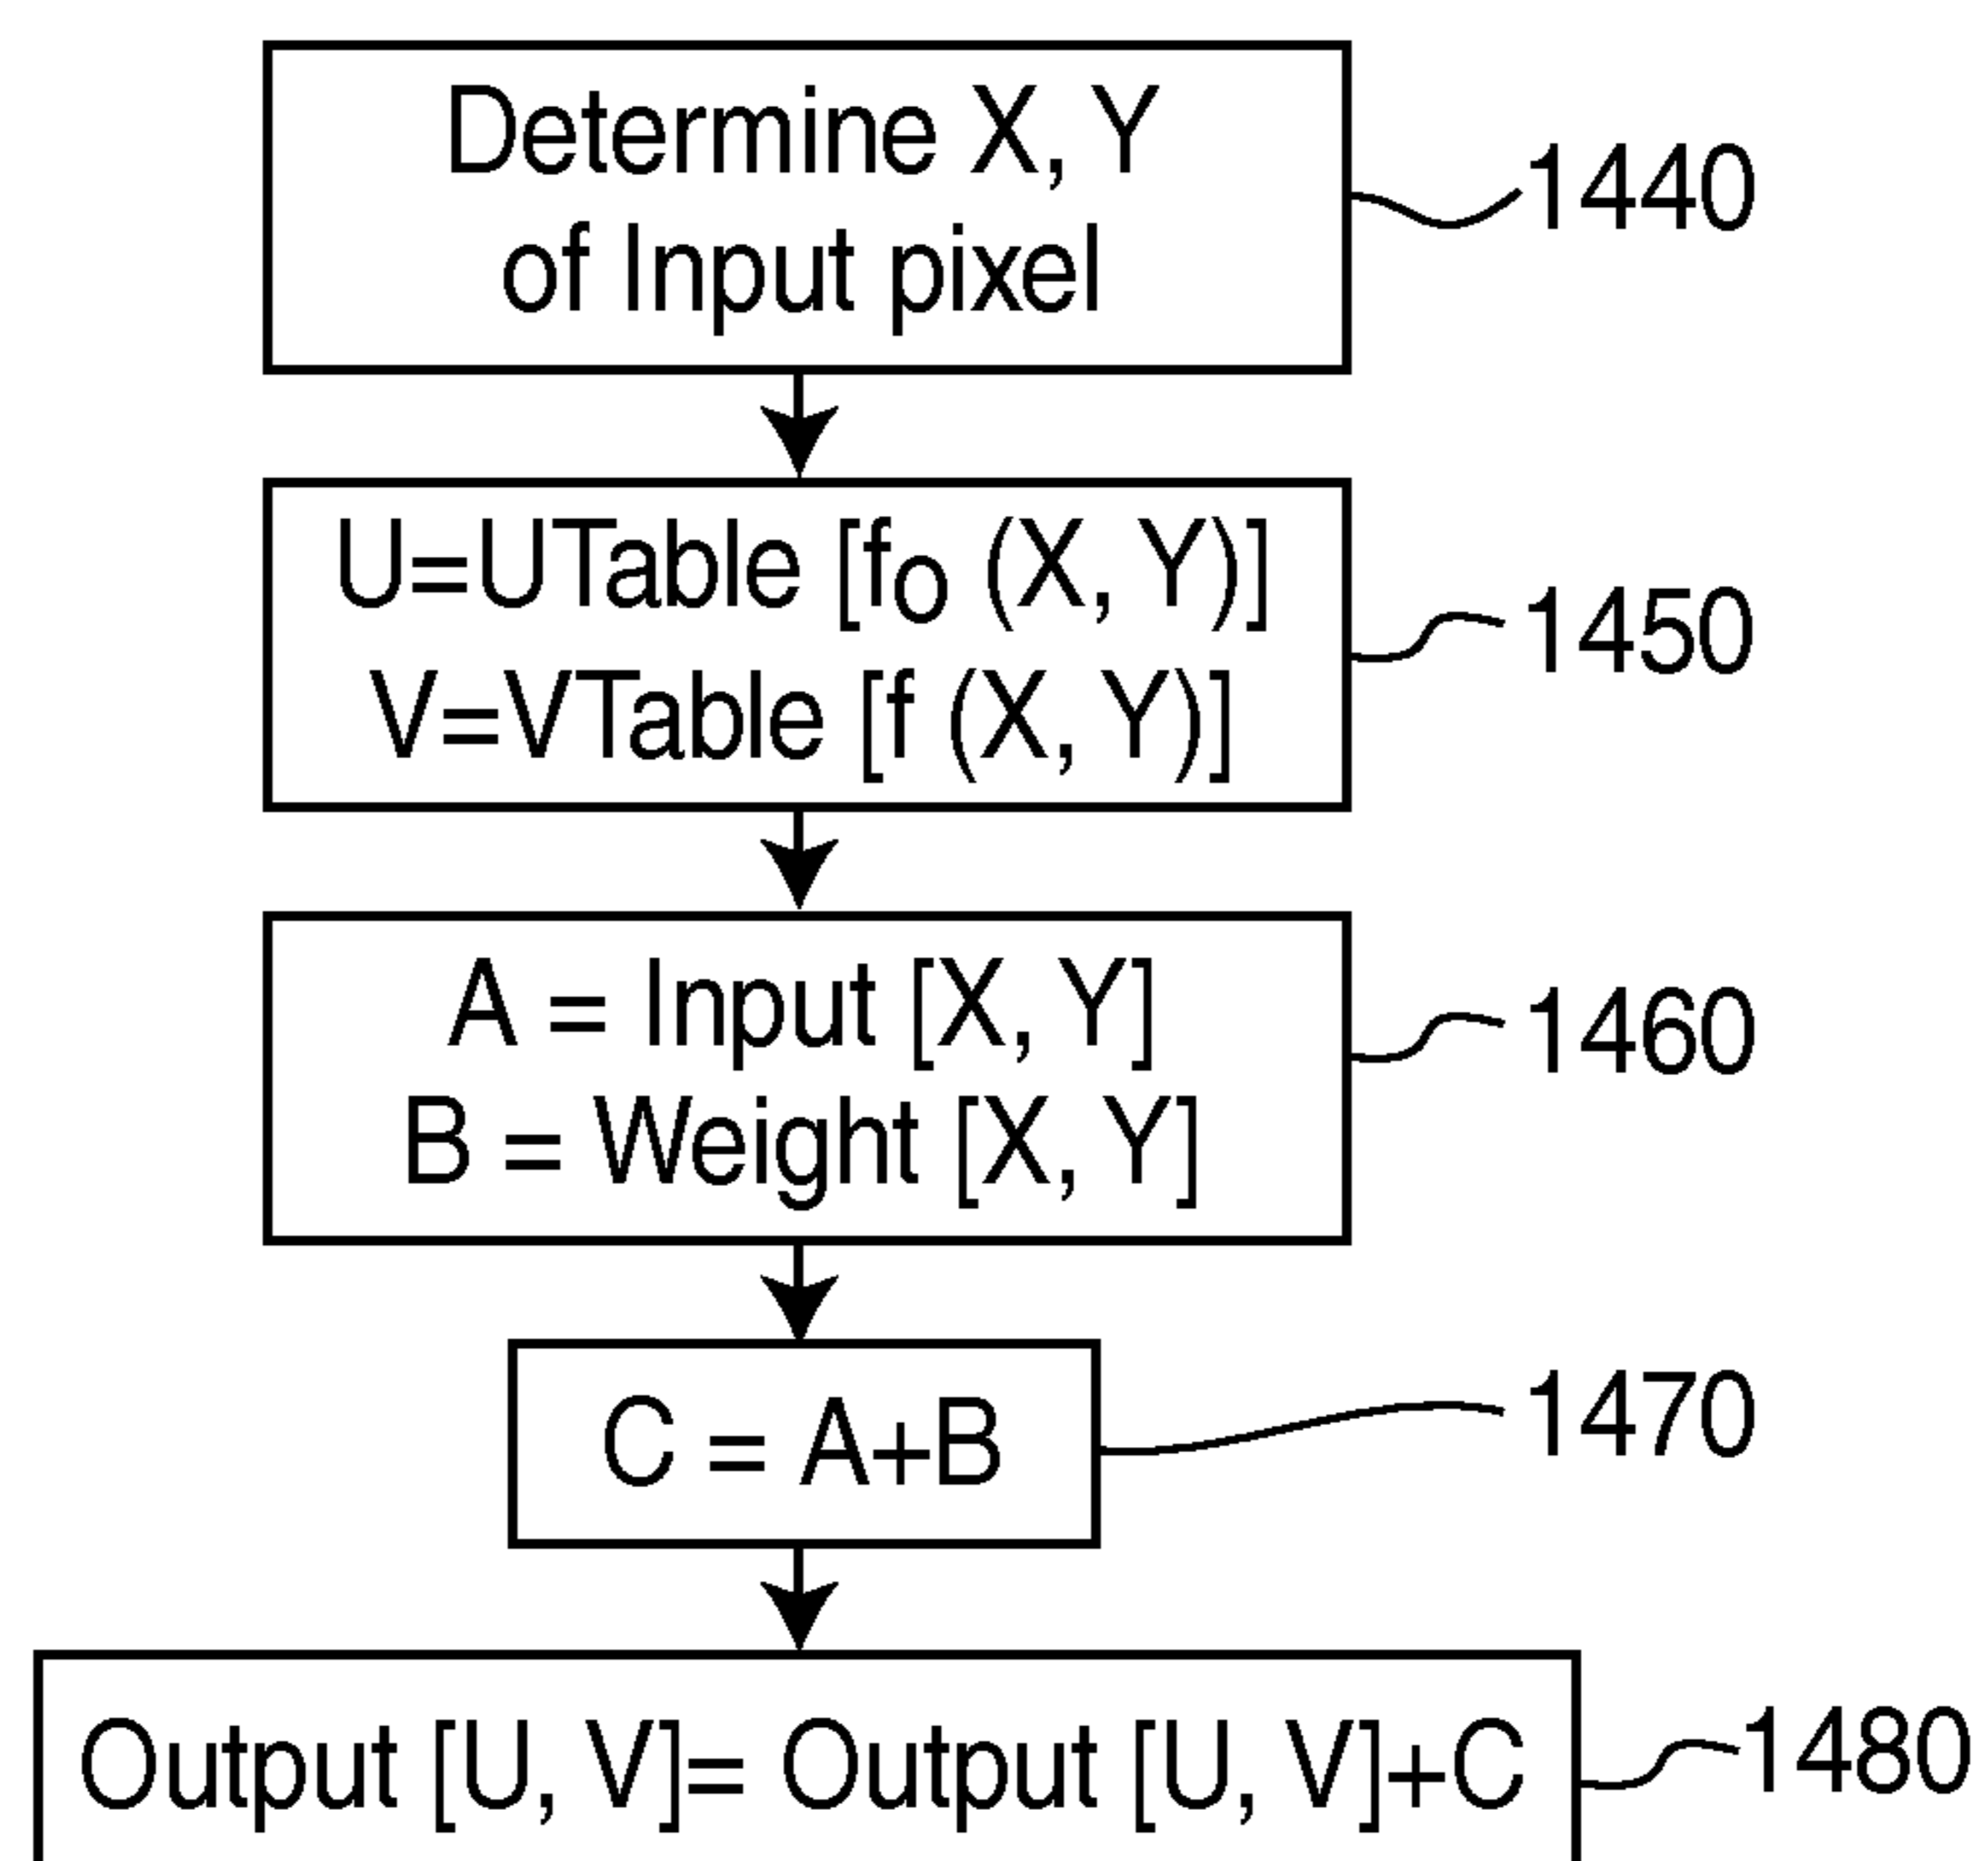 Determine X, Y
of Input pixel
1440
U=UTable [fO (X, Y)]
V=VTable [f (X, Y)]
1450
A = Input [X, Y]
B = Weight [X, Y]
1460
C = A+B
1470
Output [U, V]= Output [U, V]+C
1480